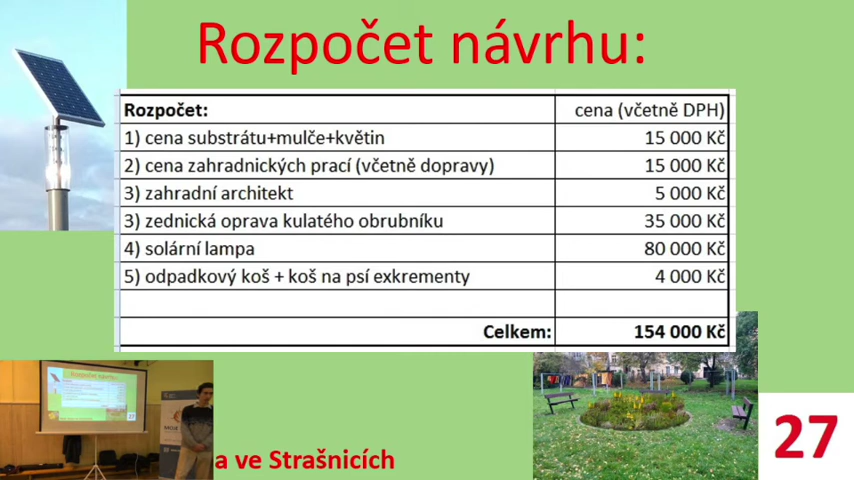 Rozpočet návrhu:
Rozpočet: cena (včetně DPH)
1) cena substrátu+mulče+květin 15 000 Kč
2) cena zahradnických prací (včetně dopravy) 15 000 Kč
3) zahradní architekt 5 000 Kč
3) zednická oprava kulatého obrubníku 35 000 Kč
4) solární lampa 80 000 Kč
5) odpadkový koš + koš na psí exkrementy 4 000 Kč
Celkem: 154 000 Kč
Rozpočet návrhu:
27
a ve Strašnicích
27